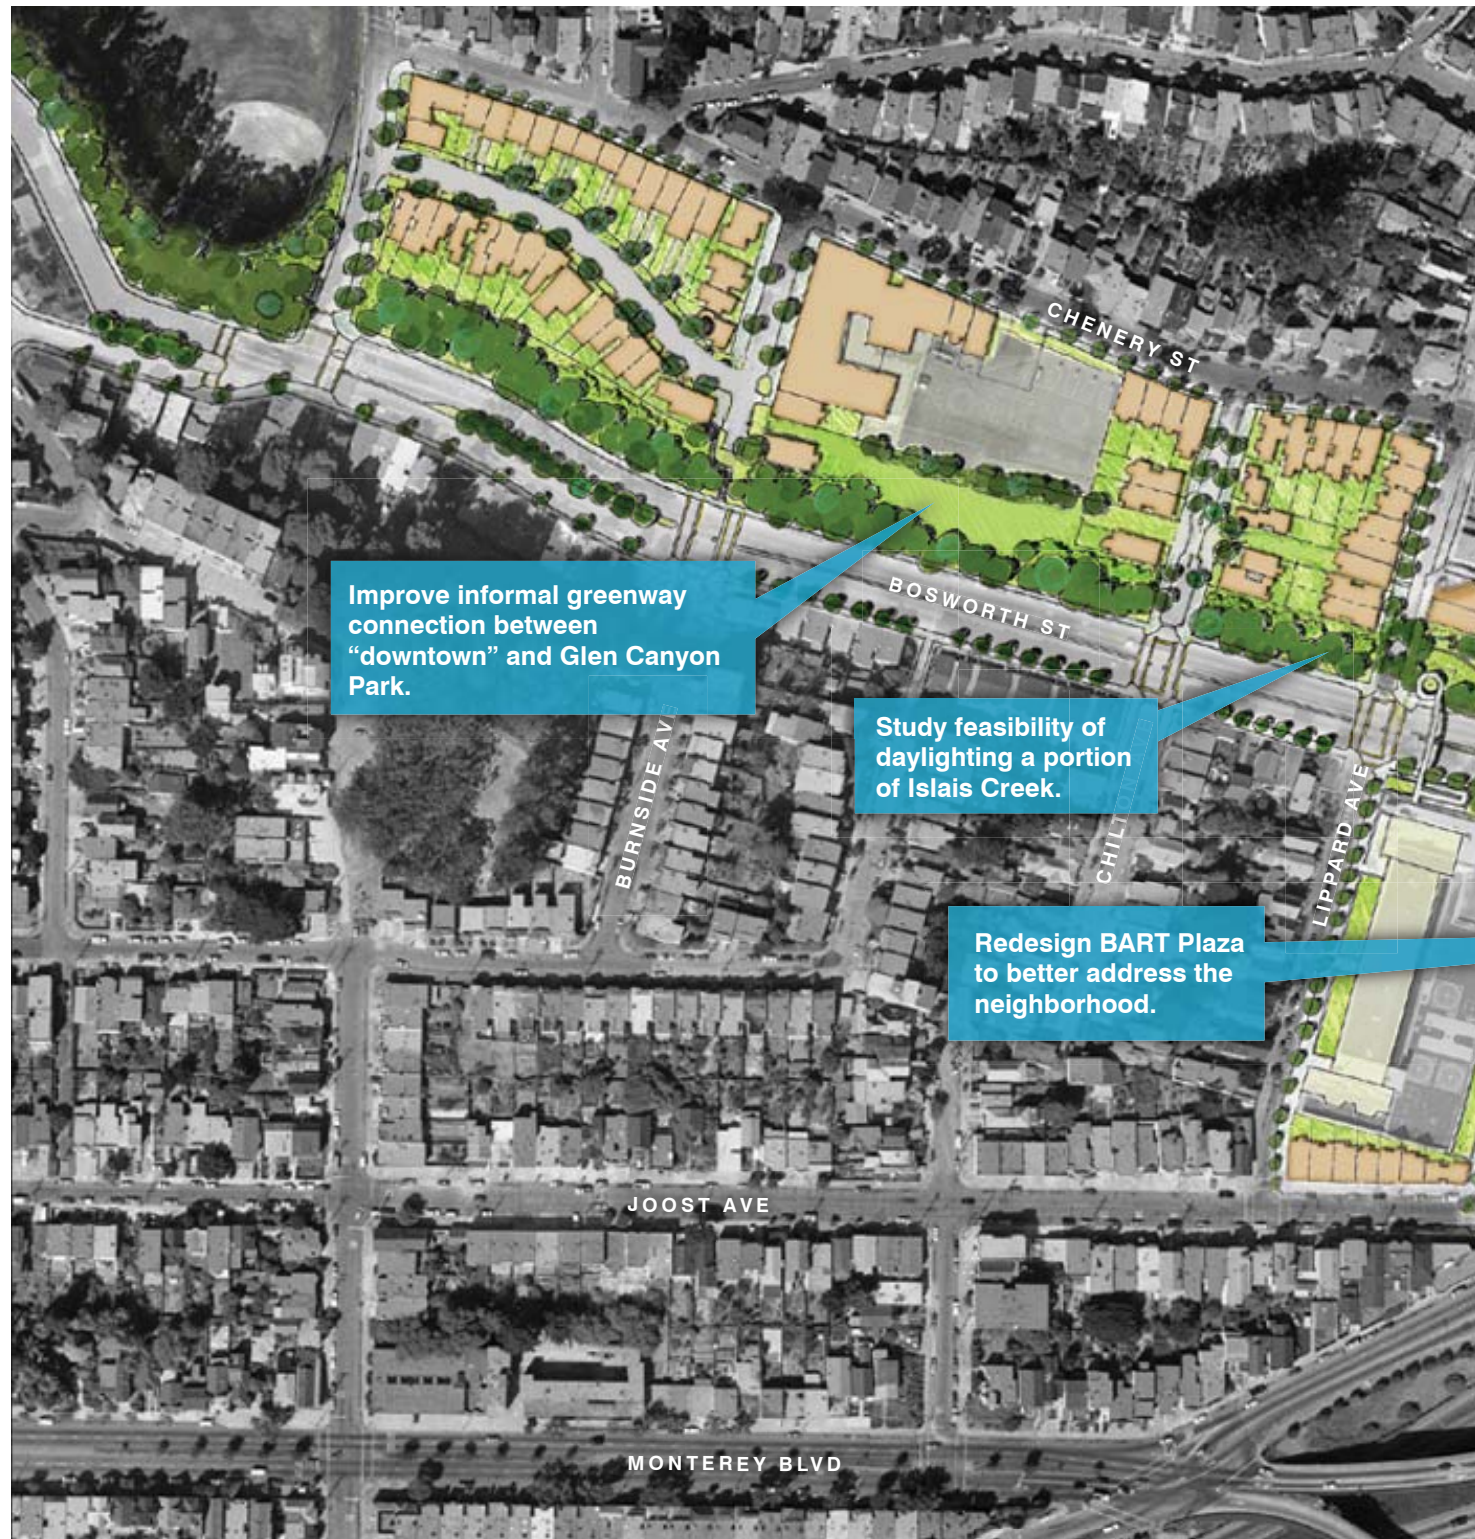 CHENERY ST
BOSWORTH ST
Improve informal greenway
connection between
“downtown” and Glen Canyon
Park.
Study feasibility of
daylighting a portion
of Islais Creek.
BURNSIDE AVE
CHILTON
LIPPARD AVE
Redesign BART Plaza
to better address the
neighborhood.
JOOST AVE
MONTEREY BLVD